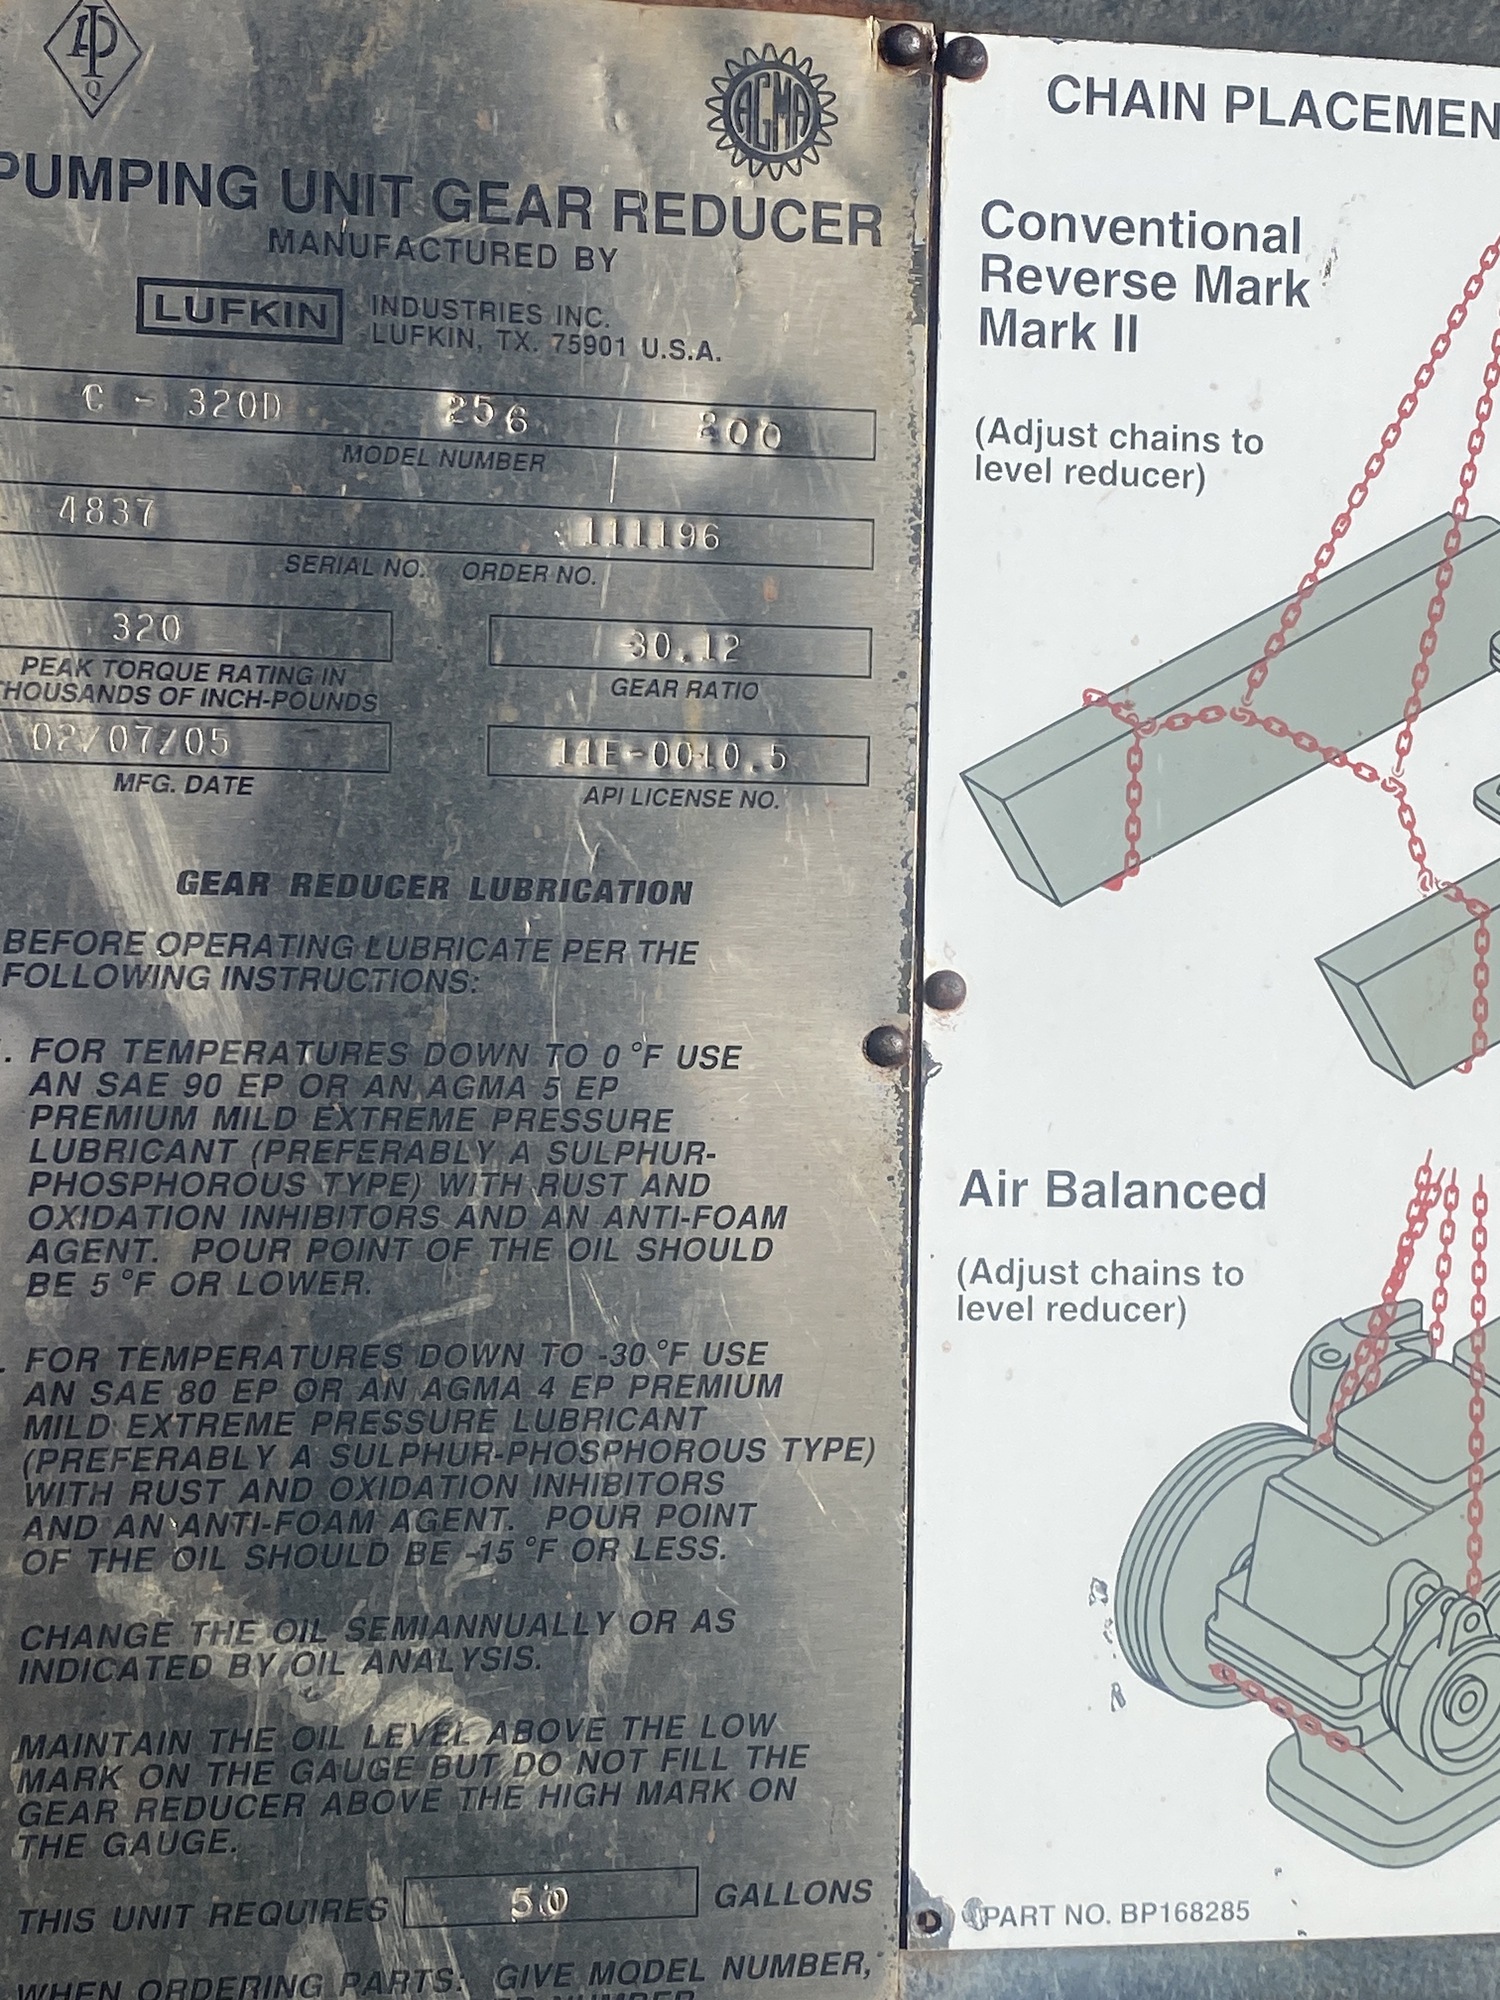 API
Q
AGMA
PUMPING UNIT GEAR REDUCER
MANUFACTURED BY
LUFKIN INDUSTRIES INC.
LUFKIN, TX. 75901 U.S.A.
C - 320D 256 200
MODEL NUMBER
4837 111196
SERIAL NO. ORDER NO.
320 30.12
PEAK TORQUE RATING IN
THOUSANDS OF INCH-POUNDS
GEAR RATIO
02/07/05 11E-0010.5
MFG. DATE API LICENSE NO.
GEAR REDUCER LUBRICATION
BEFORE OPERATING LUBRICATE PER THE
FOLLOWING INSTRUCTIONS:
. FOR TEMPERATURES DOWN TO 0 °F USE
AN SAE 90 EP OR AN AGMA 5 EP
PREMIUM MILD EXTREME PRESSURE
LUBRICANT (PREFERABLY A SULPHUR-
PHOSPHOROUS TYPE) WITH RUST AND
OXIDATION INHIBITORS AND AN ANTI-FOAM
AGENT. POUR POINT OF THE OIL SHOULD
BE 5 °F OR LOWER.
. FOR TEMPERATURES DOWN TO -30 °F USE
AN SAE 80 EP OR AN AGMA 4 EP PREMIUM
MILD EXTREME PRESSURE LUBRICANT
(PREFERABLY A SULPHUR-PHOSPHOROUS TYPE)
WITH RUST AND OXIDATION INHIBITORS
AND AN ANTI-FOAM AGENT. POUR POINT
OF THE OIL SHOULD BE -15 °F OR LESS.
CHANGE THE OIL SEMIANNUALLY OR AS
INDICATED BY OIL ANALYSIS.
MAINTAIN THE OIL LEVEL ABOVE THE LOW
MARK ON THE GAUGE BUT DO NOT FILL THE
GEAR REDUCER ABOVE THE HIGH MARK ON
THE GAUGE.
THIS UNIT REQUIRES 50 GALLONS
WHEN ORDERING PARTS: GIVE MODEL NUMBER,
CHAIN PLACEMEN
Conventional
Reverse Mark
Mark II
(Adjust chains to
level reducer)
Air Balanced
(Adjust chains to
level reducer)
PART NO. BP168285